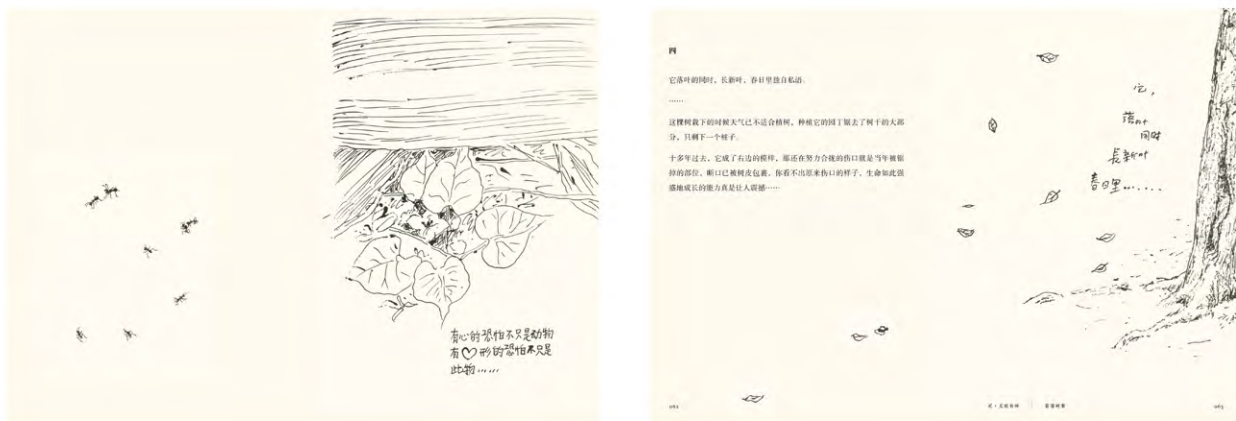 有心的恐怕不只是动物
有♡形的恐怕不只是
此物……
四
它落叶的同时，长新叶，春日里独自私语.
……
这棵树栽下的时候天气已不适合植树，种植它的园丁锯去了树干的大部
分，只剩下一个桩子.
十多年过去，它成了右边的模样，那还在努力合拢的伤口就是当年被锯
掉的部位，断口已被树皮包裹，你看不出原来伤口的样子，生命如此强
盛地成长的能力真是让人震撼……
它，
落叶
同时
長新叶
春日里......